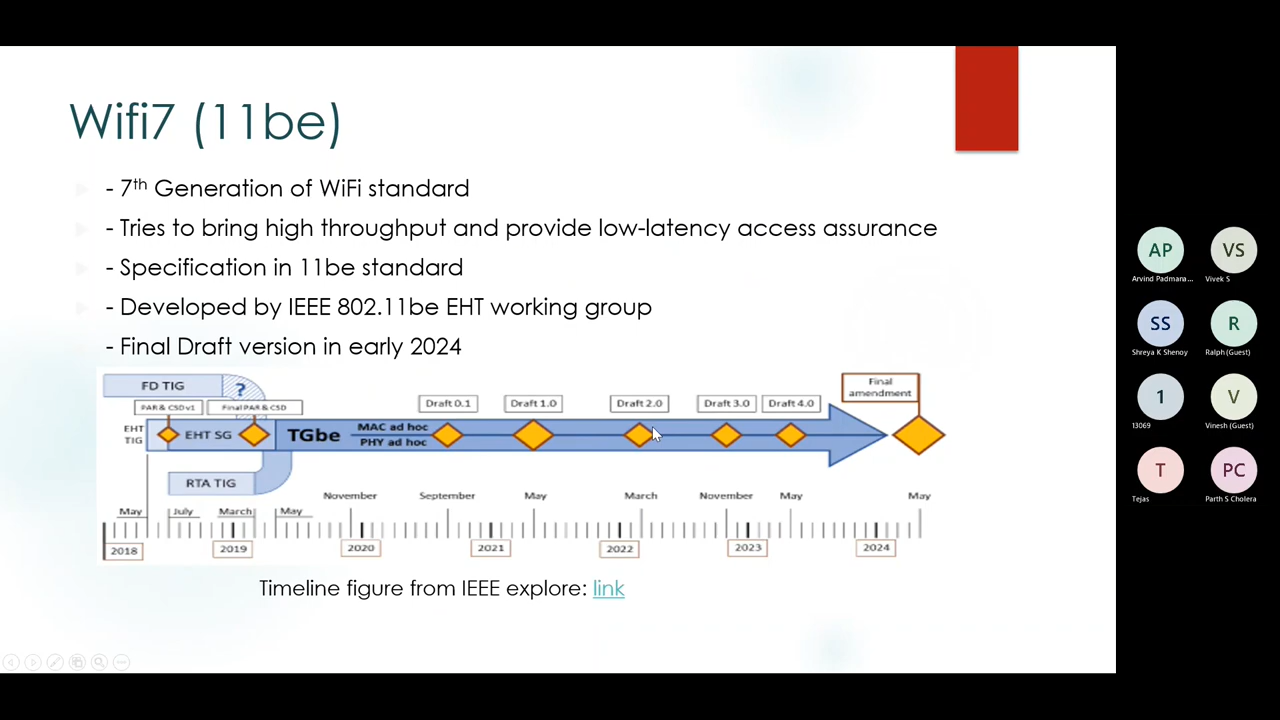 Wifi7 (11be)
- 7th Generation of WiFi standard
- Tries to bring high throughput and provide low-latency access assurance
- Specification in 11be standard
- Developed by IEEE 802.11be EHT working group
- Final Draft version in early 2024
FD TIG
?
Final
amendment
PAR & CSD v1
Final PAR & CSD
Draft 0.1
Draft 1.0
Draft 2.0
Draft 3.0
Draft 4.0
EHT
TIG
EHT SG
TGbe
MAC ad hoc
PHY ad hoc
RTA TIG
May
July
March
May
November
September
May
March
November
May
May
2018
2019
2020
2021
2022
2023
2024
Timeline figure from IEEE explore: link
AP
Arvind Padmana...
VS
Vivek S
SS
Shreya K Shenoy
R
Ralph (Guest)
1
13069
V
Vinesh (Guest)
T
Tejas
PC
Parth S Cholera